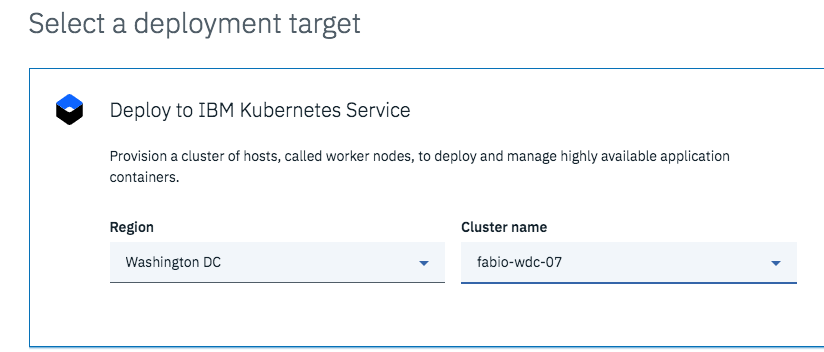 Select a deployment target
Deploy to IBM Kubernetes Service
Provision a cluster of hosts, called worker nodes, to deploy and manage highly available application
containers.
Region
Cluster name
Washington DC
fabio-wdc-07